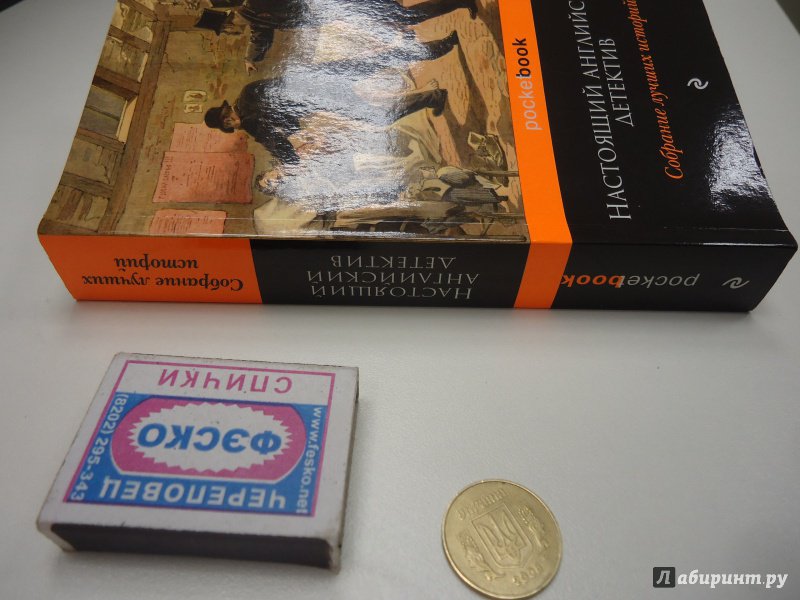 pocketbook
НАСТОЯЩИЙ АНГЛИЙС
ДЕТЕКТИВ
Собрание лучших историй
Собрание лучших
историй
НАСТОЯЩИЙ
АНГЛИЙСКИЙ
ДЕТЕКТИВ
pocketbook
СПИЧКИ
ФЭСКО
ЧЕРЕПОВЕЦ
www.fesko.net
(8202) 295-343
Лабиринт.ру